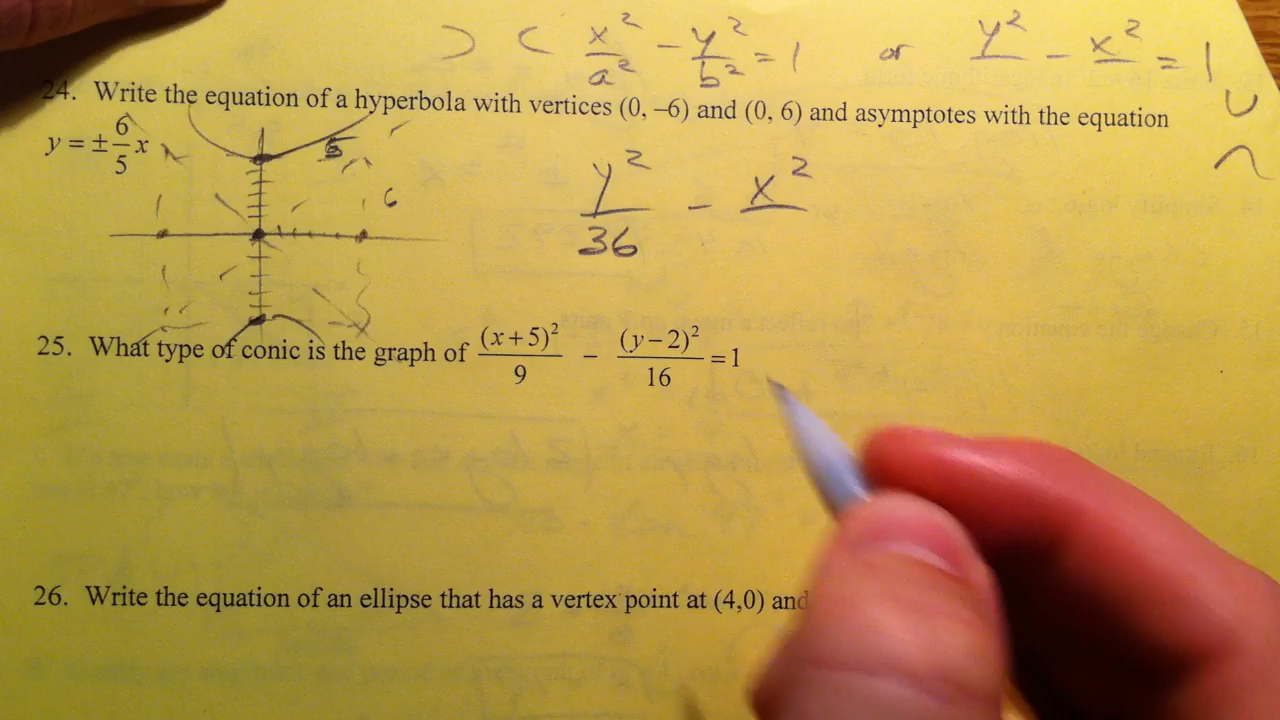 x²/a² - y²/b² = 1 or y² - x² = 1
24. Write the equation of a hyperbola with vertices (0, –6) and (0, 6) and asymptotes with the equation
y = ± 6/5 x
5
6
y²/36 - x²
25. What type of conic is the graph of (x+5)²/9 − (y−2)²/16 = 1
26. Write the equation of an ellipse that has a vertex point at (4,0) and